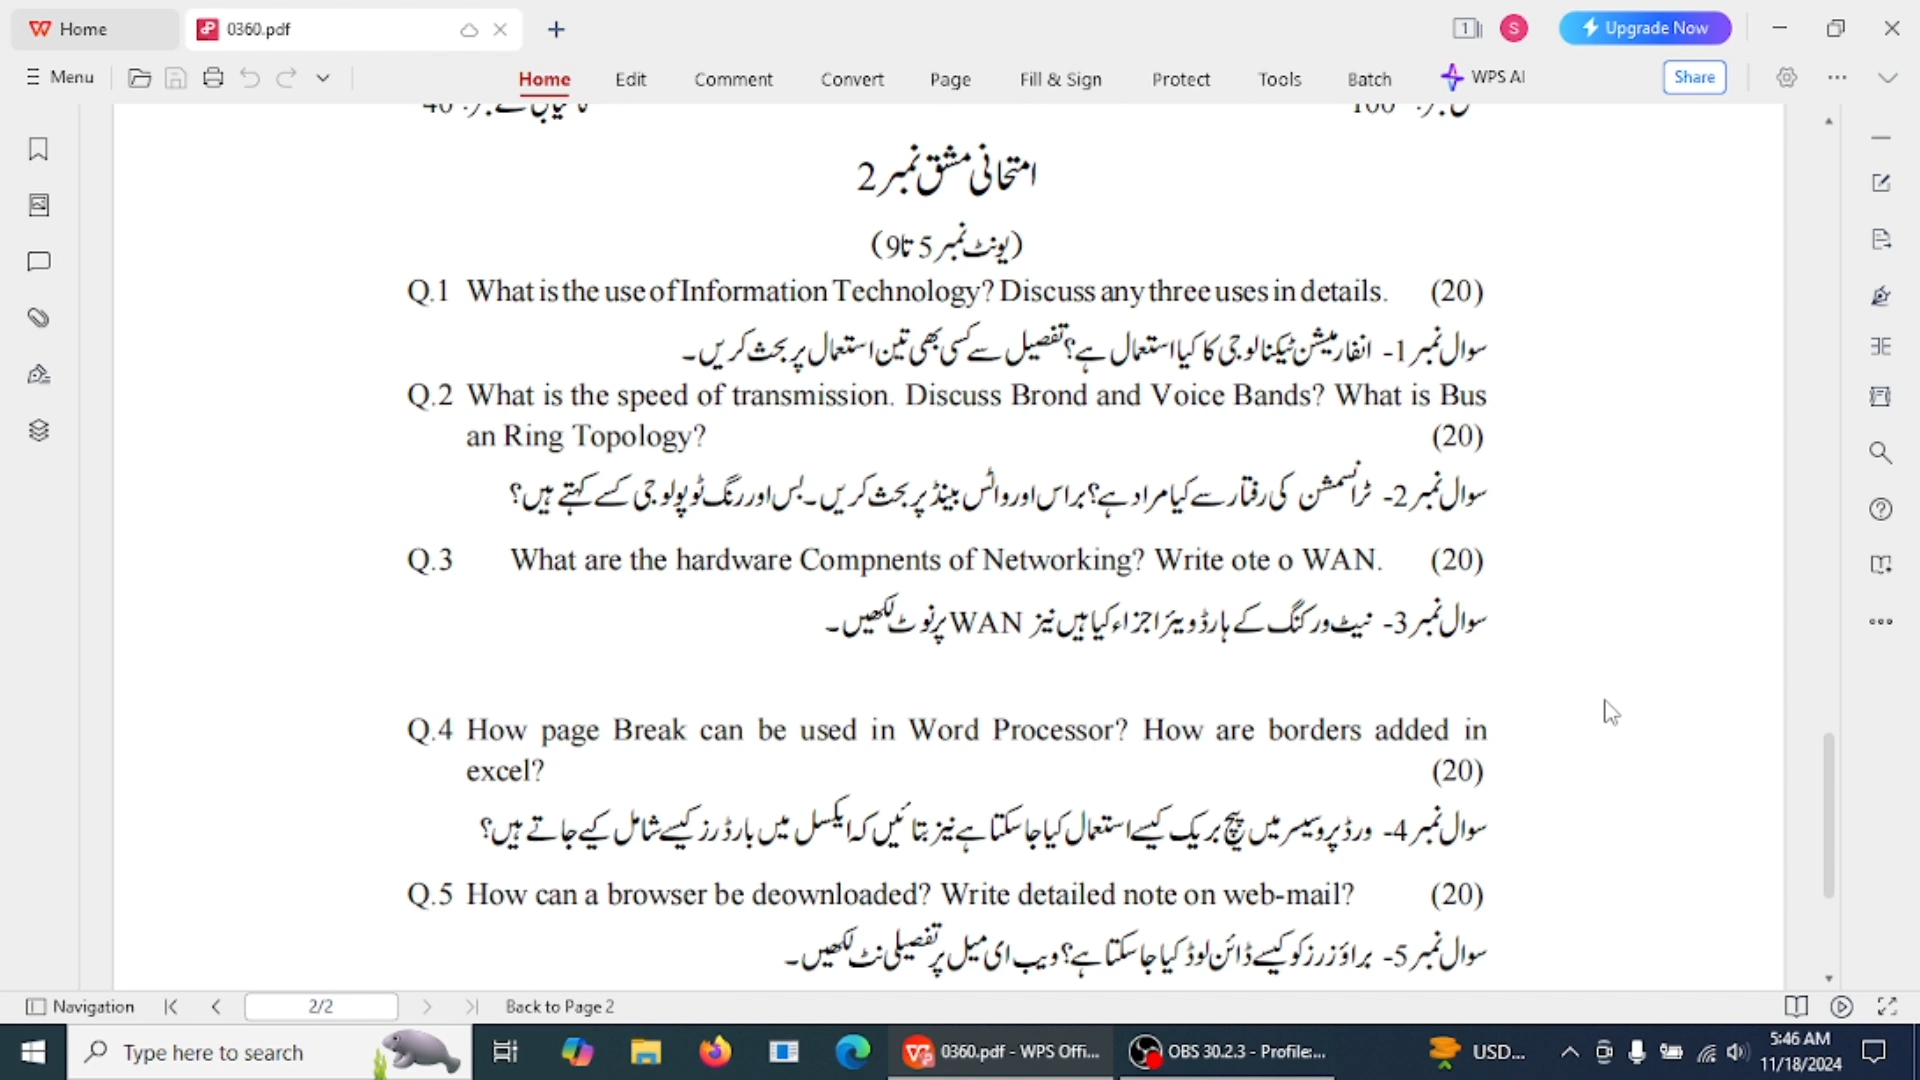 Home
0360.pdf
Upgrade Now
Menu
Home Edit Comment Convert Page Fill & Sign Protect Tools Batch WPS AI Share
امتحانی مشق نمبر 2
(یونٹ نمبر 5 تا 9)
Q.1 What is the use of Information Technology? Discuss any three uses in details. (20)
سوال نمبر 1- انفارمیشن ٹیکنالوجی کا کیا استعمال ہے؟ تفصیل سے کسی بھی تین استعمال پر بحث کریں۔
Q.2 What is the speed of transmission. Discuss Brond and Voice Bands? What is Bus
an Ring Topology? (20)
سوال نمبر 2- ٹرانسمشن کی رفتار سے کیا مراد ہے؟ براس اور وائس بینڈ پر بحث کریں۔ بس اور رنگ ٹوپولوجی کسے کہتے ہیں؟
Q.3 What are the hardware Compnents of Networking? Write ote o WAN. (20)
سوال نمبر 3- نیٹ ورکنگ کے ہارڈ ویئر اجزاء کیا ہیں نیز WAN پر نوٹ لکھیں۔
Q.4 How page Break can be used in Word Processor? How are borders added in
excel? (20)
سوال نمبر 4- ورڈ پروسیسر میں پیج بریک کیسے استعمال کیا جا سکتا ہے نیز بتائیں کہ ایکسل میں بارڈرز کیسے شامل کیے جاتے ہیں؟
Q.5 How can a browser be deownloaded? Write detailed note on web-mail? (20)
سوال نمبر 5- براؤزرز کو کیسے ڈائن لوڈ کیا جا سکتا ہے؟ ویب ای میل پر تفصیلی نٹ لکھیں۔
Navigation 2/2 Back to Page 2
Type here to search
0360.pdf - WPS Offi...
OBS 30.2.3 - Profile:...
USD...
5:46 AM
11/18/2024